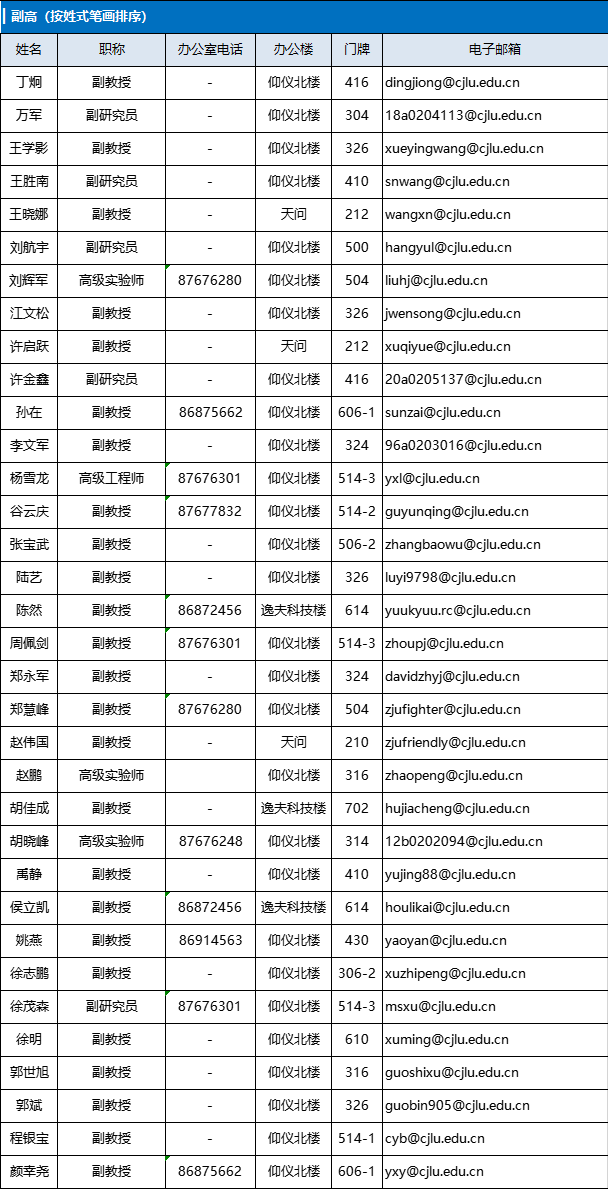 副高（按姓式笔画排序）
姓名 职称 办公室电话 办公楼 门牌 电子邮箱
丁炯 副教授 - 仰仪北楼 416 dingjiong@cjlu.edu.cn
万军 副研究员 - 仰仪北楼 304 18a0204113@cjlu.edu.cn
王学影 副教授 - 仰仪北楼 326 xueyingwang@cjlu.edu.cn
王胜南 副研究员 - 仰仪北楼 410 snwang@cjlu.edu.cn
王晓娜 副教授 - 天问 212 wangxn@cjlu.edu.cn
刘航宇 副研究员 - 仰仪北楼 500 hangyul@cjlu.edu.cn
刘辉军 高级实验师 87676280 仰仪北楼 504 liuhj@cjlu.edu.cn
江文松 副教授 - 仰仪北楼 326 jwensong@cjlu.edu.cn
许启跃 副教授 - 天问 212 xuqiyue@cjlu.edu.cn
许金鑫 副研究员 - 仰仪北楼 416 20a0205137@cjlu.edu.cn
孙在 副教授 86875662 仰仪北楼 606-1 sunzai@cjlu.edu.cn
李文军 副教授 - 仰仪北楼 324 96a0203016@cjlu.edu.cn
杨雪龙 高级工程师 87676301 仰仪北楼 514-3 yxl@cjlu.edu.cn
谷云庆 副教授 87677832 仰仪北楼 514-2 guyunqing@cjlu.edu.cn
张宝武 副教授 - 仰仪北楼 506-2 zhangbaowu@cjlu.edu.cn
陆艺 副教授 - 仰仪北楼 326 luyi9798@cjlu.edu.cn
陈然 副教授 86872456 逸夫科技楼 614 yuukyuu.rc@cjlu.edu.cn
周佩剑 副教授 87676301 仰仪北楼 514-3 zhoupj@cjlu.edu.cn
郑永军 副教授 - 仰仪北楼 324 davidzhyj@cjlu.edu.cn
郑慧峰 副教授 87676280 仰仪北楼 504 zjufighter@cjlu.edu.cn
赵伟国 副教授 - 天问 210 zjufriendly@cjlu.edu.cn
赵鹏 高级实验师 仰仪北楼 316 zhaopeng@cjlu.edu.cn
胡佳成 副教授 - 逸夫科技楼 702 hujiacheng@cjlu.edu.cn
胡晓峰 高级实验师 87676248 仰仪北楼 314 12b0202094@cjlu.edu.cn
禹静 副教授 - 仰仪北楼 410 yujing88@cjlu.edu.cn
侯立凯 副教授 86872456 逸夫科技楼 614 houlikai@cjlu.edu.cn
姚燕 副教授 86914563 仰仪北楼 430 yaoyan@cjlu.edu.cn
徐志鹏 副教授 - 仰仪北楼 306-2 xuzhipeng@cjlu.edu.cn
徐茂森 副研究员 87676301 仰仪北楼 514-3 msxu@cjlu.edu.cn
徐明 副教授 - 仰仪北楼 610 xuming@cjlu.edu.cn
郭世旭 副教授 - 仰仪北楼 316 guoshixu@cjlu.edu.cn
郭斌 副教授 - 仰仪北楼 326 guobin905@cjlu.edu.cn
程银宝 副教授 - 仰仪北楼 514-1 cyb@cjlu.edu.cn
颜幸尧 副教授 86875662 仰仪北楼 606-1 yxy@cjlu.edu.cn